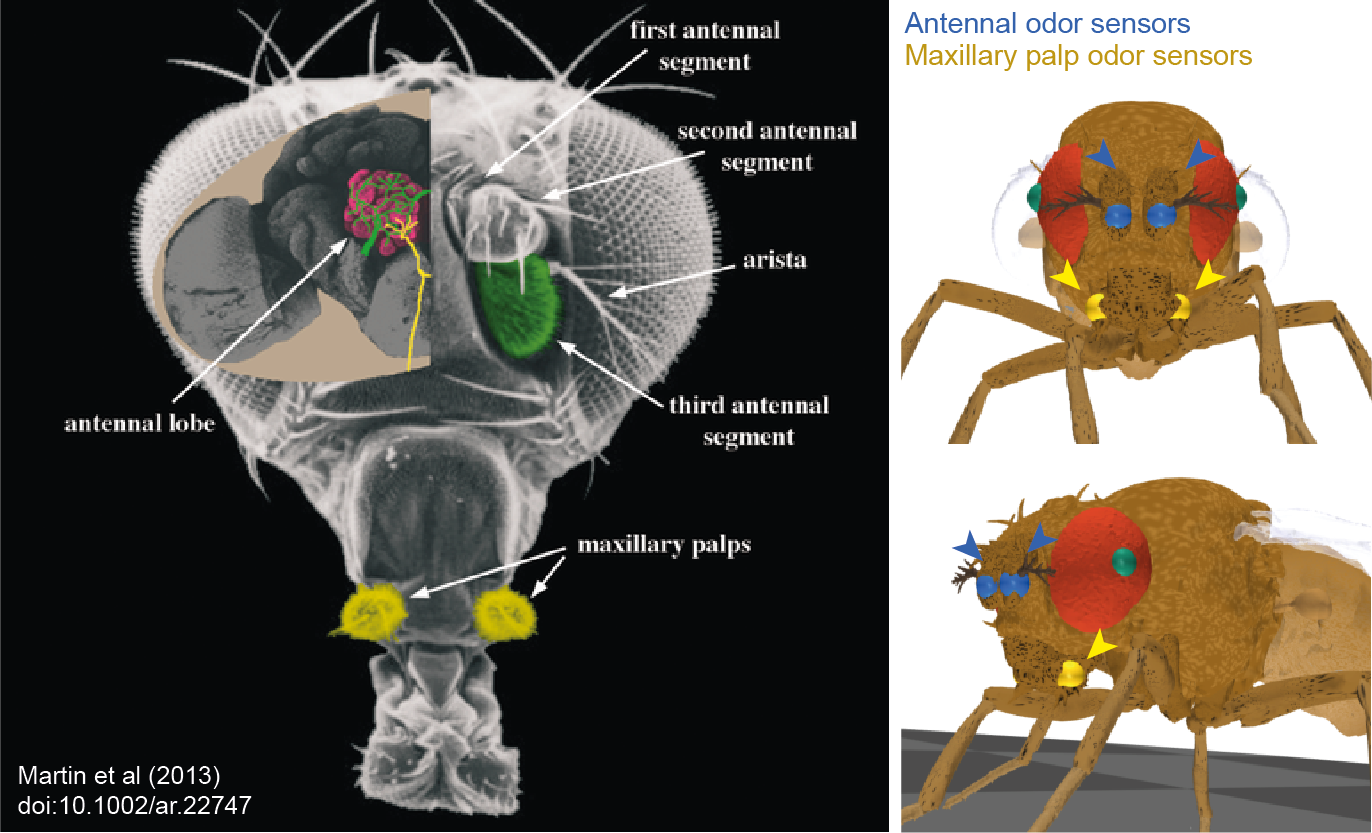 first antennal
segment
second antennal
segment
arista
third antennal
segment
antennal lobe
maxillary palps
Martin et al (2013)
doi:10.1002/ar.22747
Antennal odor sensors
Maxillary palp odor sensors